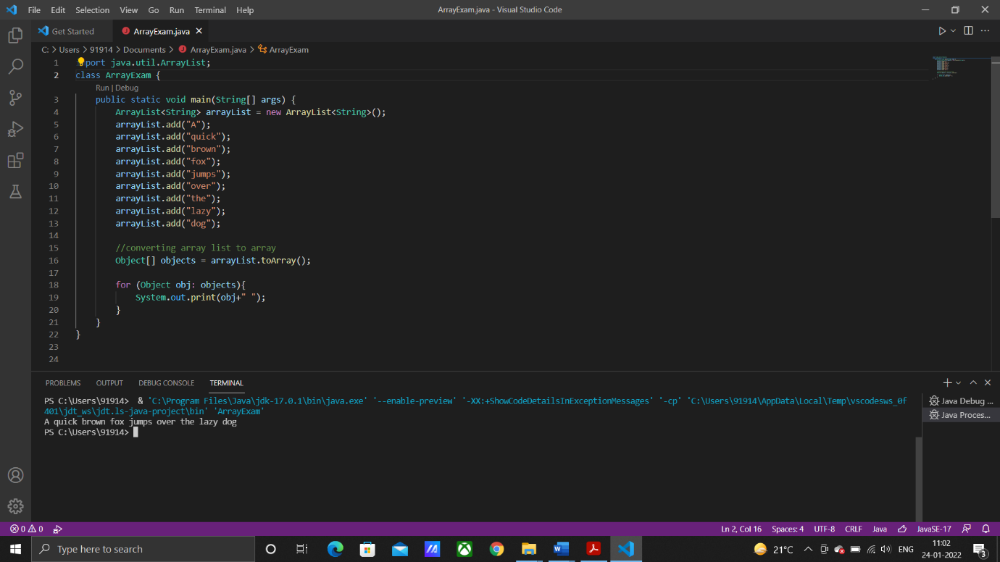 File Edit Selection View Go Run Terminal Help
ArrayExam.java - Visual Studio Code
Get Started
ArrayExam.java
C: > Users > 91914 > Documents > ArrayExam.java > ArrayExam
1 port java.util.ArrayList;
2 class ArrayExam {
Run | Debug
3 public static void main(String[] args) {
4 ArrayList<String> arrayList = new ArrayList<String>();
5 arrayList.add("A");
6 arrayList.add("quick");
7 arrayList.add("brown");
8 arrayList.add("fox");
9 arrayList.add("jumps");
10 arrayList.add("over");
11 arrayList.add("the");
12 arrayList.add("lazy");
13 arrayList.add("dog");
14
15 //converting array list to array
16 Object[] objects = arrayList.toArray();
17
18 for (Object obj: objects){
19 System.out.print(obj+" ");
20 }
21 }
22 }
23
24
PROBLEMS OUTPUT DEBUG CONSOLE TERMINAL
PS C:\Users\91914> & 'C:\Program Files\Java\jdk-17.0.1\bin\java.exe' '--enable-preview' '-XX:+ShowCodeDetailsInExceptionMessages' '-cp' 'C:\Users\91914\AppData\Local\Temp\vscodesws_0f
401\jdt_ws\jdt.ls-java-project\bin' 'ArrayExam'
A quick brown fox jumps over the lazy dog
PS C:\Users\91914>
Java Debug ...
Java Proces...
0 0
Ln 2, Col 16 Spaces: 4 UTF-8 CRLF Java JavaSE-17
Type here to search
21°C
ENG
11:02
24-01-2022
3